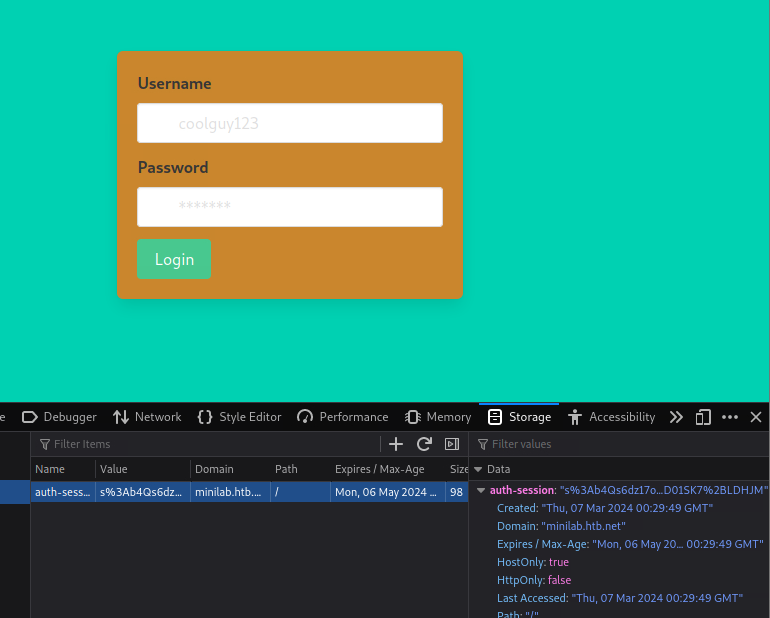 Username
coolguy123
Password
*******
Login
e Debugger Network Style Editor Performance Memory Storage Accessibility
Filter Items
Filter values
Name Value Domain Path Expires / Max-Age Size
Data
auth-sess... s%3Ab4Qs6dz... minilab.htb.... / Mon, 06 May 2024 ... 98
auth-session: "s%3Ab4Qs6dz17o...D01SK7%2BLDHJM"
Created: "Thu, 07 Mar 2024 00:29:49 GMT"
Domain: "minilab.htb.net"
Expires / Max-Age: "Mon, 06 May 20... 00:29:49 GMT"
HostOnly: true
HttpOnly: false
Last Accessed: "Thu, 07 Mar 2024 00:29:49 GMT"
Path: "/"